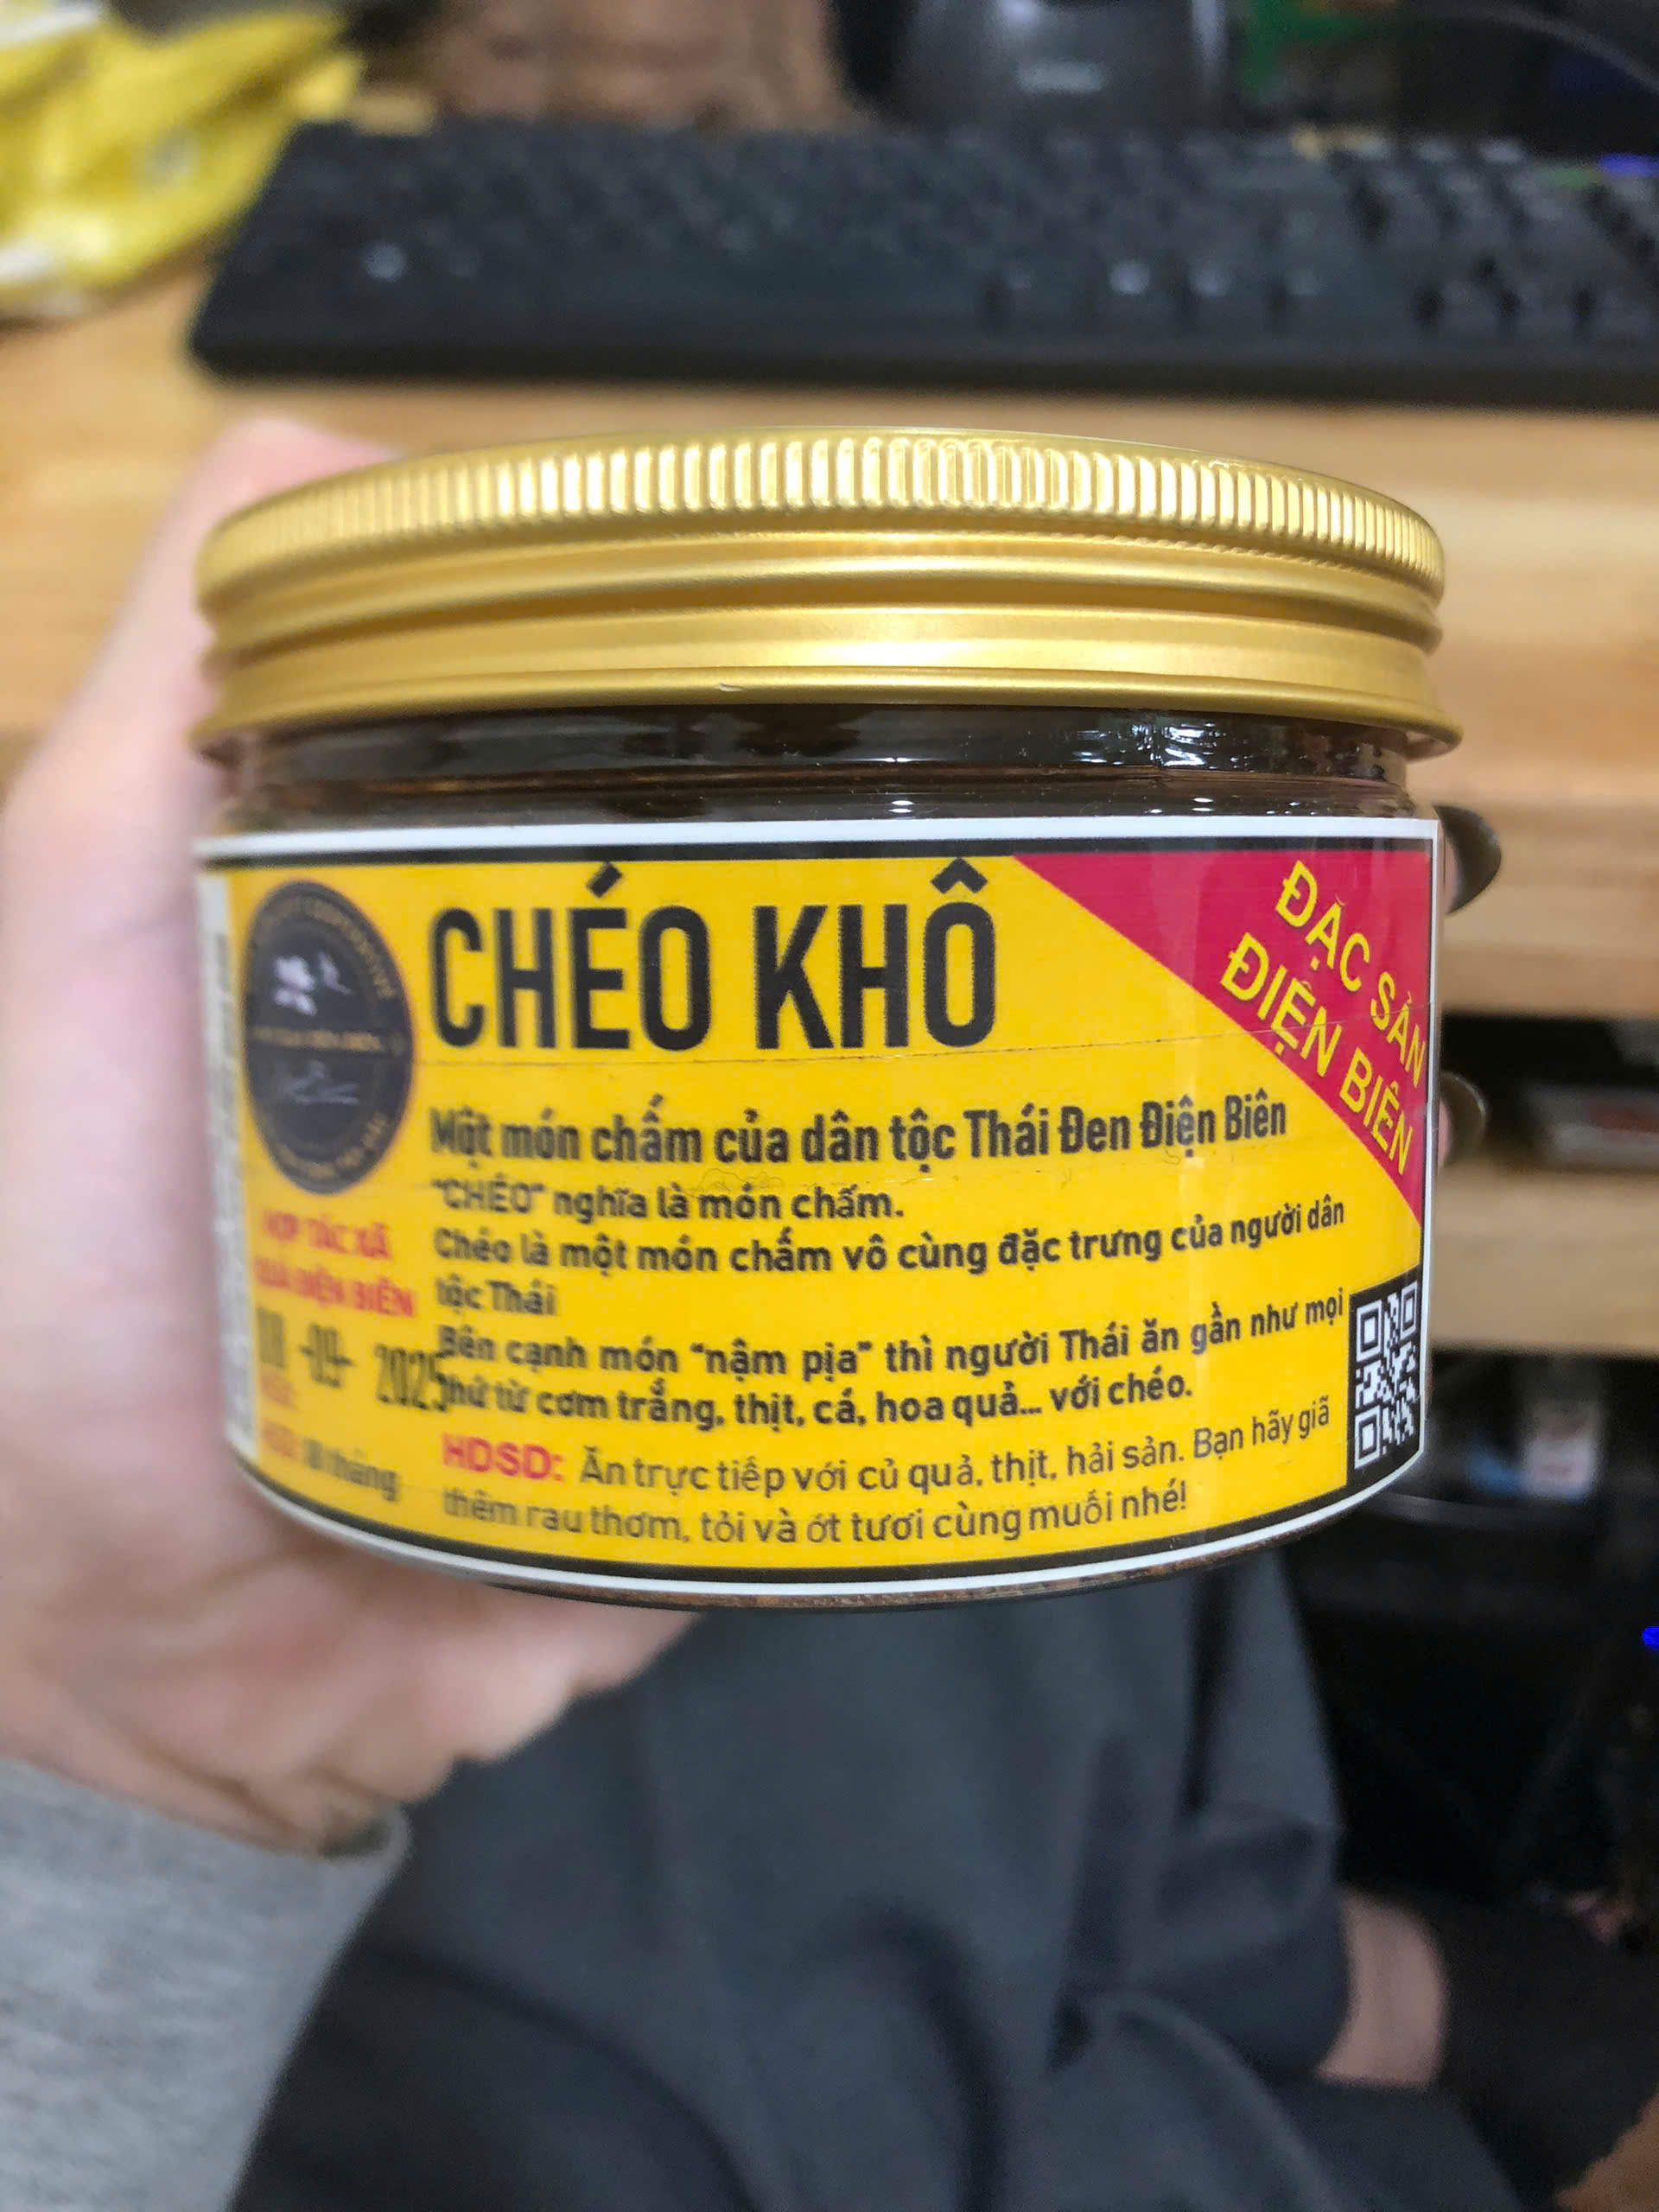 CHÉO KHÔ
ĐẶC SẢN
ĐIỆN BIÊN
Một món chấm của dân tộc Thái Đen Điện Biên
"CHÉO" nghĩa là món chấm.
Chéo là một món chấm vô cùng đặc trưng của người dân
tộc Thái
Bên cạnh món "nậm pịa" thì người Thái ăn gần như mọi
thứ từ cơm trắng, thịt, cá, hoa quả... với chéo.
HDSD: Ăn trực tiếp với củ quả, thịt, hải sản. Bạn hãy giã
thêm rau thơm, tỏi và ớt tươi cùng muối nhé!
HỢP TÁC XÃ
ĐIỆN BIÊN
-09- 2025
tháng